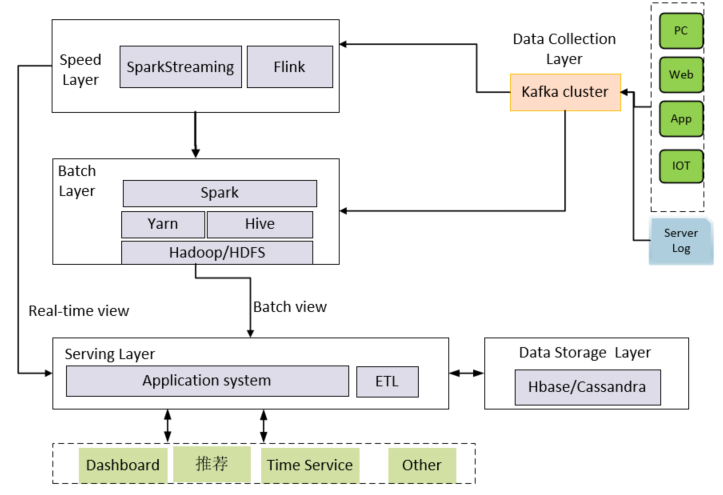 PC
Web
App
IOT
Server
Log
Data Collection
Layer
Kafka cluster
Speed
Layer
SparkStreaming
Flink
Batch
Layer
Spark
Yarn
Hive
Hadoop/HDFS
Real-time view
Batch view
Serving Layer
Application system
ETL
Data Storage Layer
Hbase/Cassandra
Dashboard
推荐
Time Service
Other